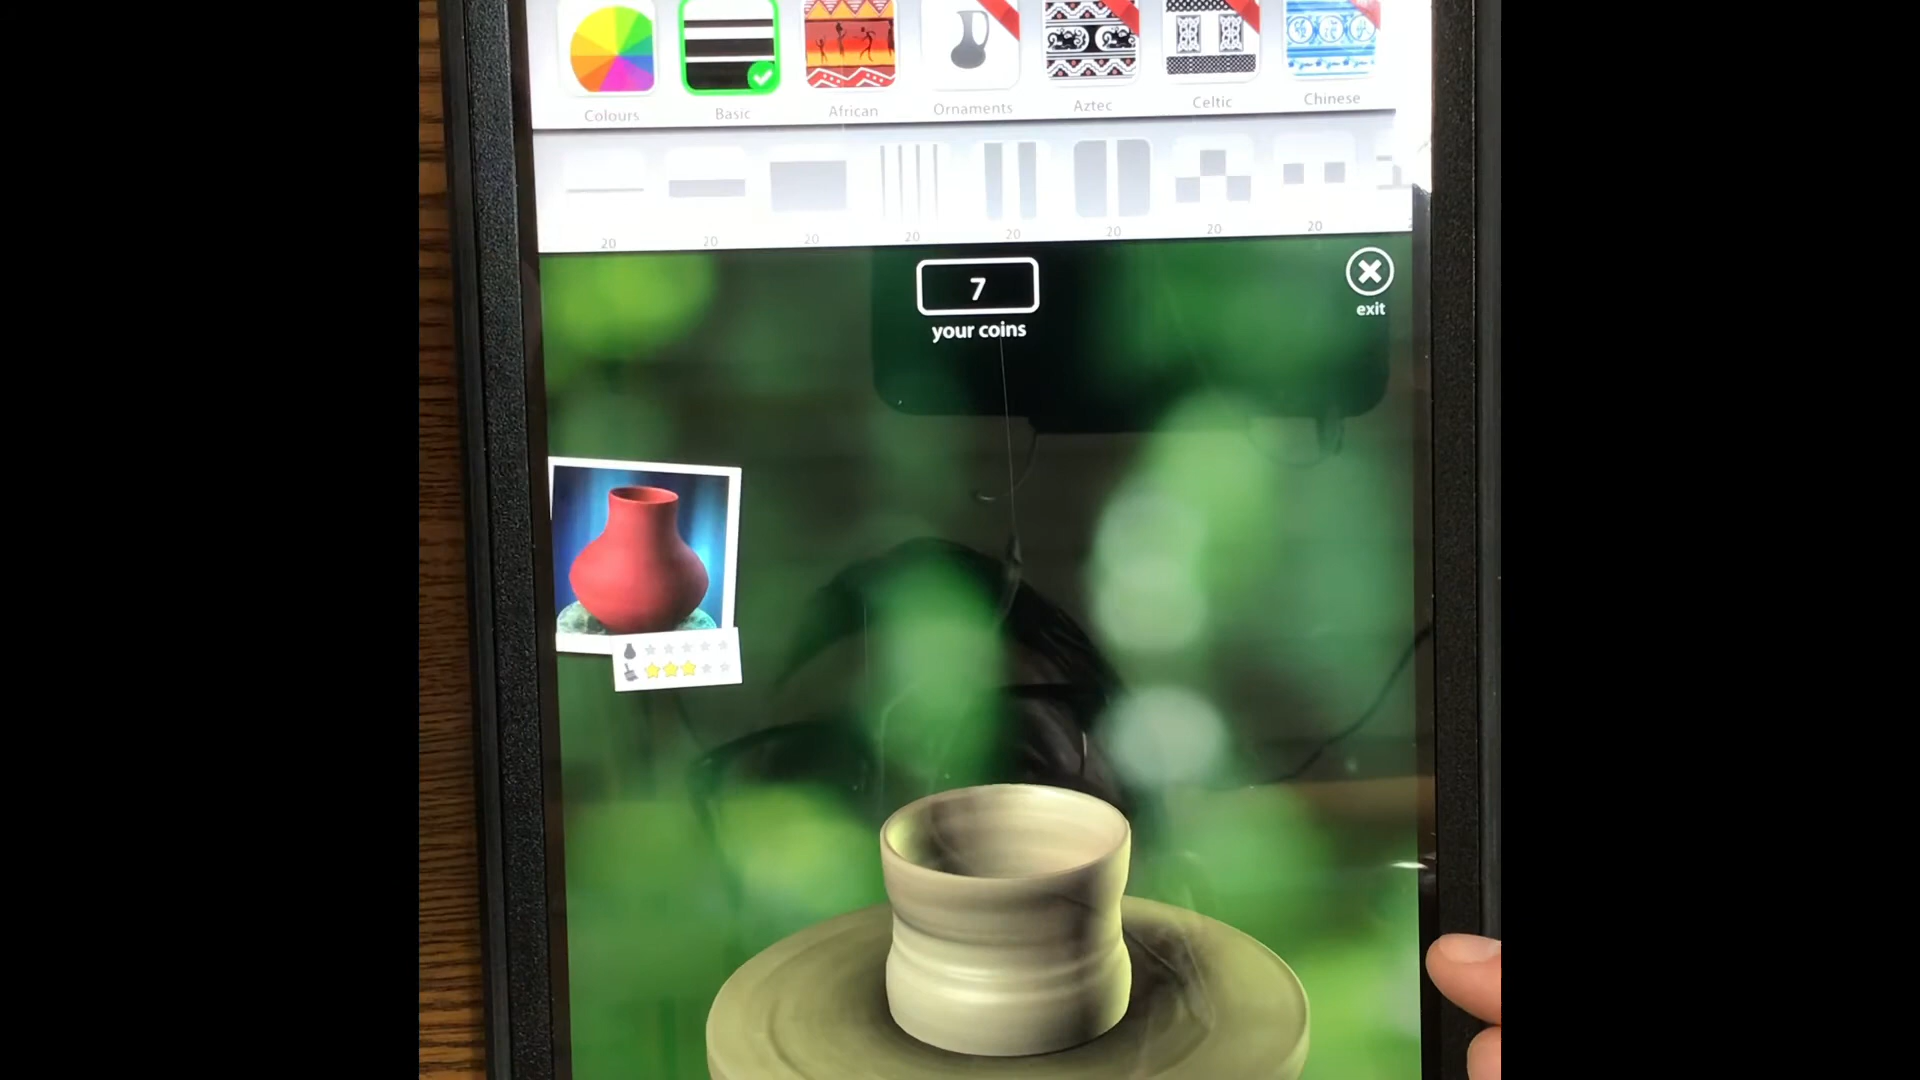 Colours Basic African Ornaments Aztec Celtic Chinese
20 20 20 20 20 20 20 20
7
your coins
exit